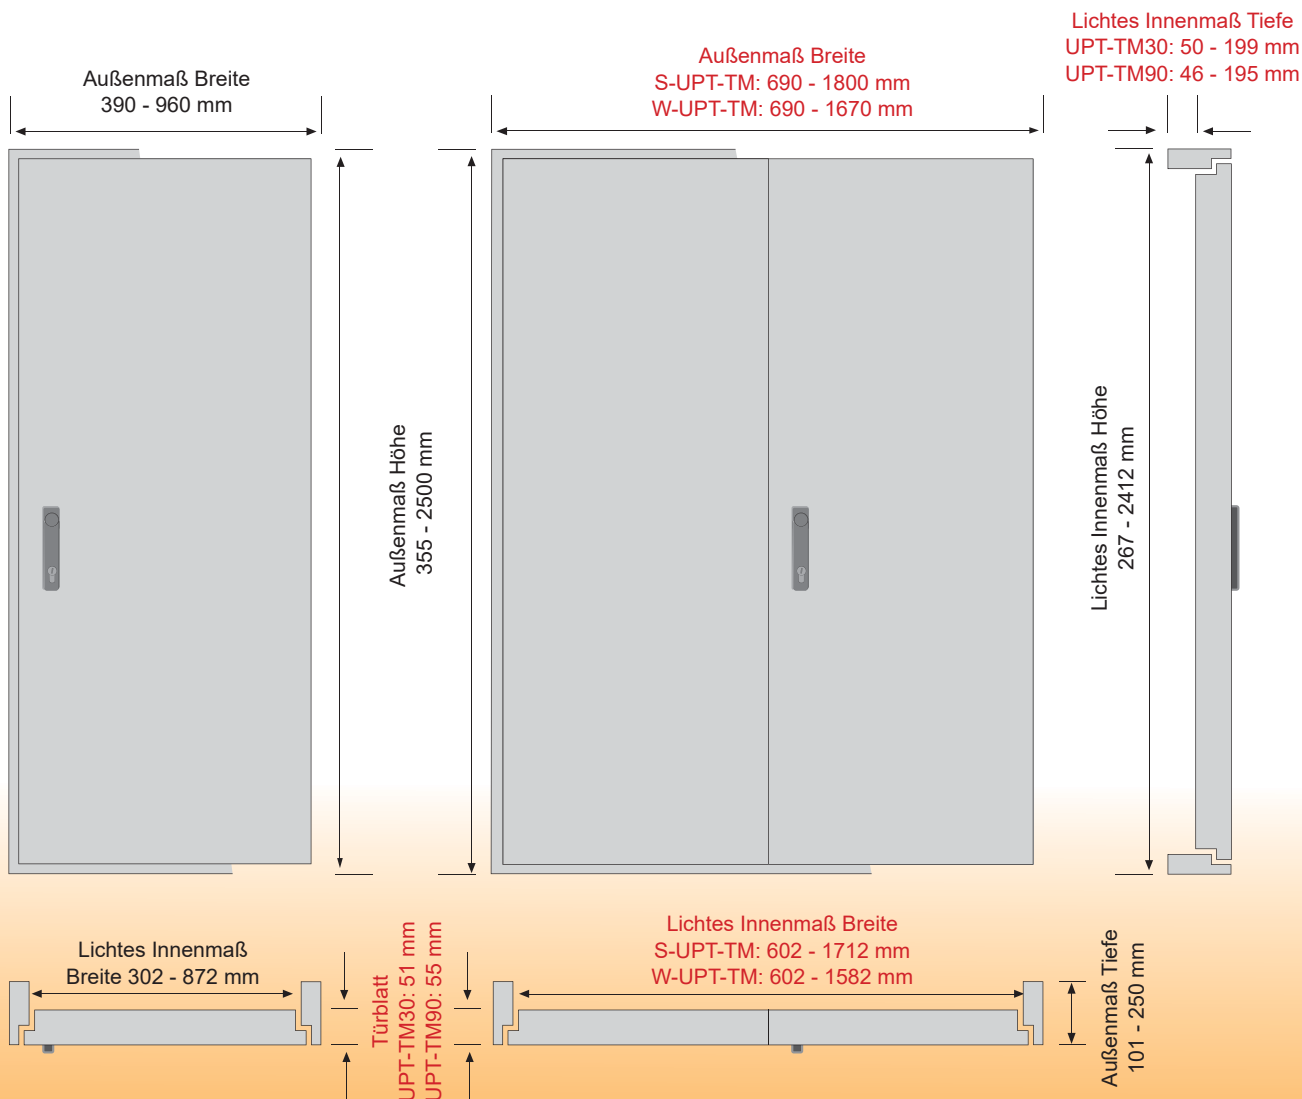 Lichtes Innenmaß Tiefe
UPT-TM30: 50 - 199 mm
UPT-TM90: 46 - 195 mm
Außenmaß Breite
390 - 960 mm
Außenmaß Breite
S-UPT-TM: 690 - 1800 mm
W-UPT-TM: 690 - 1670 mm
Außenmaß Höhe
355 - 2500 mm
Lichtes Innenmaß Höhe
267 - 2412 mm
Lichtes Innenmaß
Breite 302 - 872 mm
Türblatt
UPT-TM30: 51 mm
UPT-TM90: 55 mm
Lichtes Innenmaß Breite
S-UPT-TM: 602 - 1712 mm
W-UPT-TM: 602 - 1582 mm
Außenmaß Tiefe
101 - 250 mm